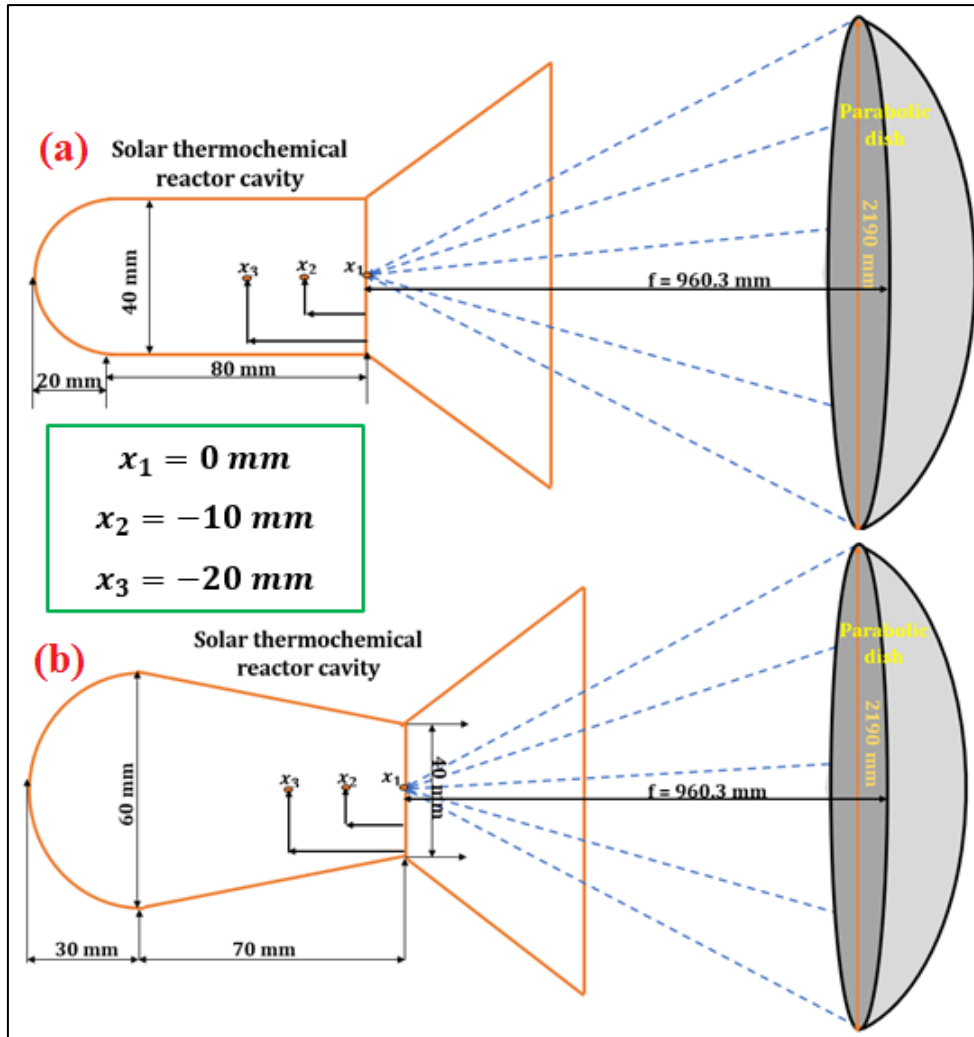 (a)
Solar thermochemical
reactor cavity
Parabolic
dish
2190 mm
x₃
x₂
x₁
f = 960.3 mm
40 mm
80 mm
20 mm
x₁ = 0 mm
x₂ = −10 mm
x₃ = −20 mm
(b)
Solar thermochemical
reactor cavity
Parabolic
dish
2190 mm
x₃
x₂
x₁
40 mm
f = 960.3 mm
60 mm
30 mm
70 mm